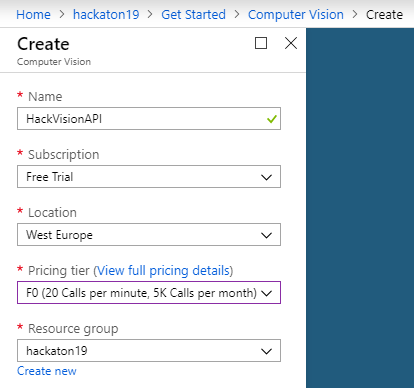 Home > hackaton19 > Get Started > Computer Vision > Create
Create
Computer Vision
* Name
HackVisionAPI
* Subscription
Free Trial
* Location
West Europe
* Pricing tier (View full pricing details)
F0 (20 Calls per minute, 5K Calls per month)
* Resource group
hackaton19
Create new